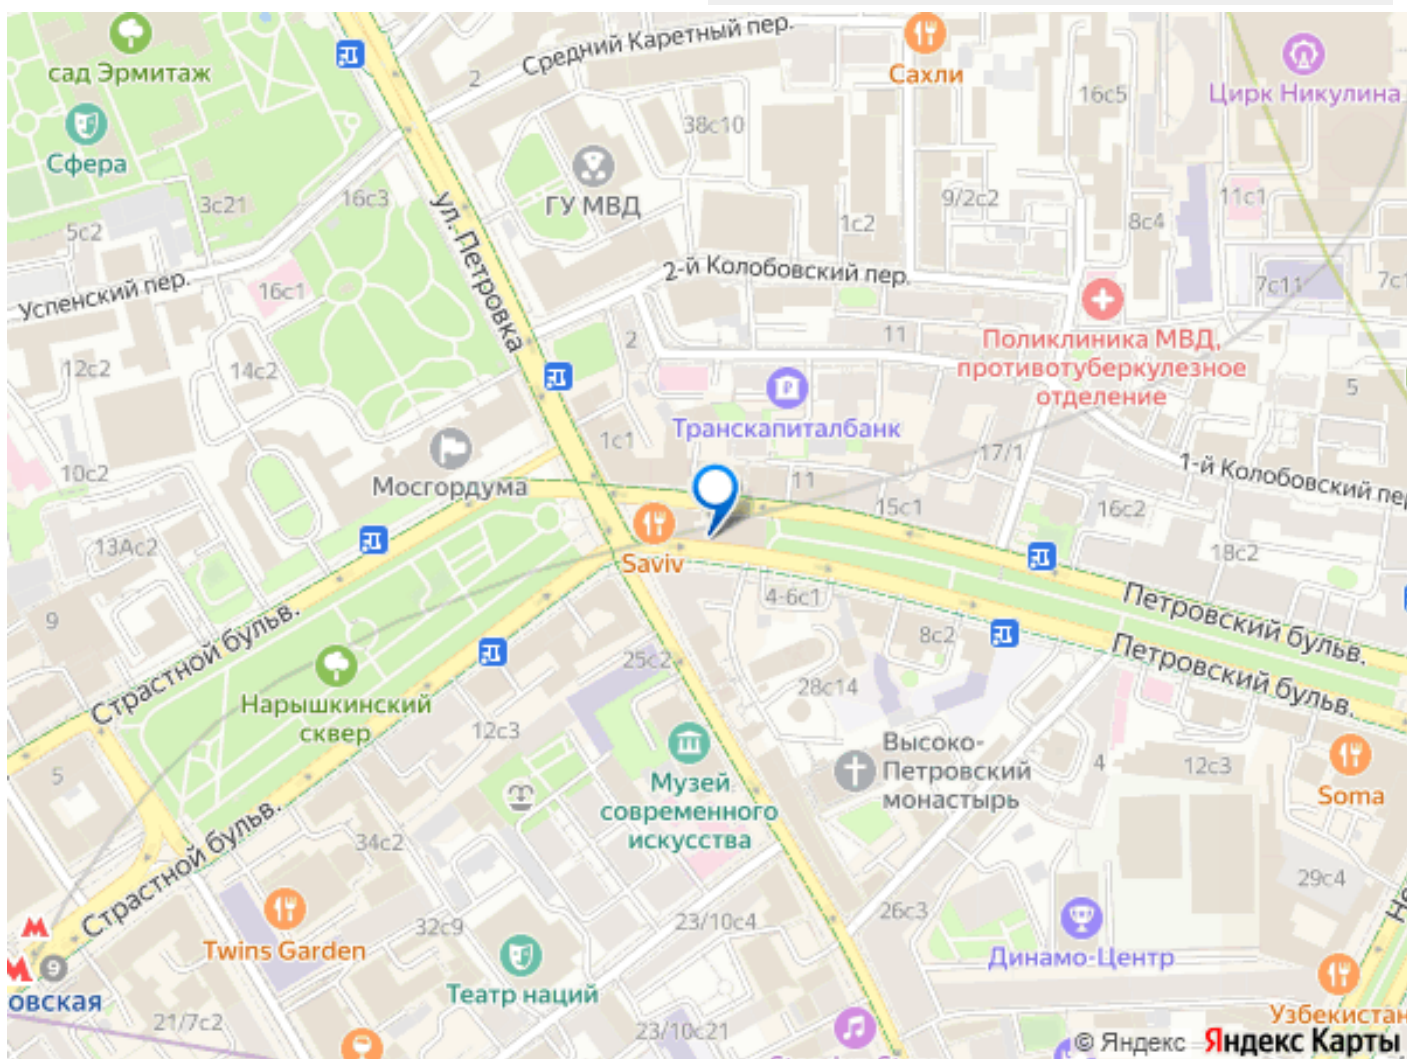 Средний Каретный пер.
сад Эрмитаж
2
Сахли
16с5
Цирк Никулина
Сфера
38с10
ГУ МВД
3с21
16с3
ул. Петровка
5с2
1с2
9/2с2
8с4
11с1
2-й Колобовский пер.
Успенский пер.
16с1
7с11
2
11
Поликлиника МВД,
противотуберкулезное
отделение
12с2
14с2
5
1с1
Транскапиталбанк
17/1
1-й Колобовский пер
10с2
Мосгордума
11
15с1
16с2
13Ас2
Saviv
18с2
4-6с1
Петровский бульв.
9
Страстной бульв.
8с2
Петровский бульв.
25с2
28с14
Нарышкинский
сквер
12с3
Высоко-
Петровский
монастырь
5
Музей
современного
искусства
4
12с3
Soma
Страстной бульв.
34с2
29с4
Twins Garden
32с9
23/10с4
26с3
Динамо-Центр
9
овская
Театр наций
21/7с2
23/10с21
Узбекистан
© Яндекс Яндекс Карты